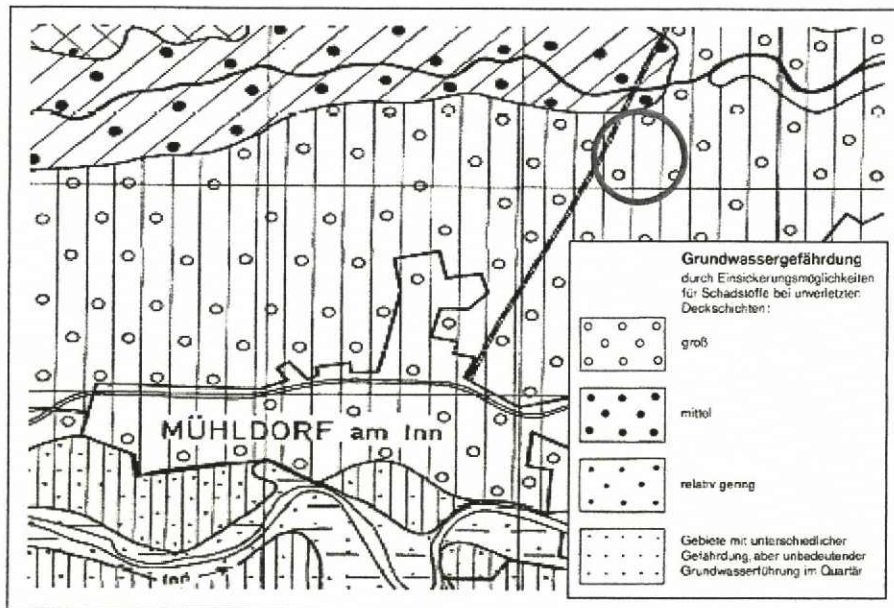 MÜHLDORF am Inn
Inn
Grundwassergefährdung
durch Einsickerungsmöglichkeiten
für Schadstoffe bei unverletzten
Deckschichten:
groß
mittel
relativ gering
Gebiete mit unterschiedlicher
Gefährdung, aber unbedeutender
Grundwasserführung im Quartär